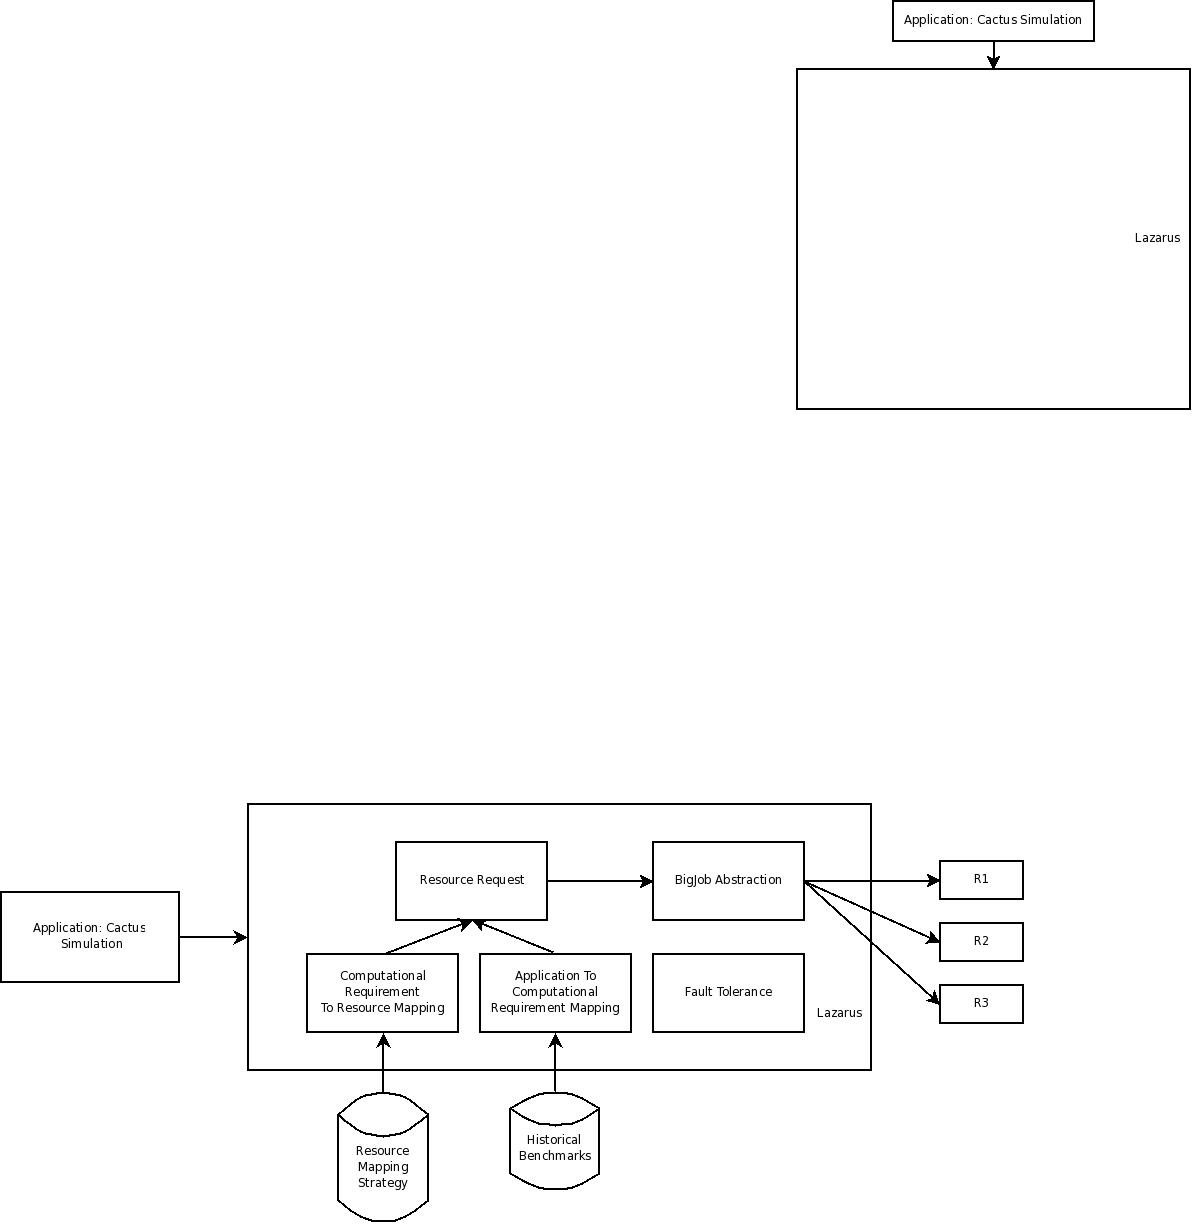 Application: Cactus Simulation
Lazarus
Resource Request
BigJob Abstraction
R1
Application: Cactus
Simulation
R2
Computational
Requirement
To Resource Mapping
Application To
Computational
Requirement Mapping
Fault Tolerance
R3
Lazarus
Resource
Mapping
Strategy
Historical
Benchmarks